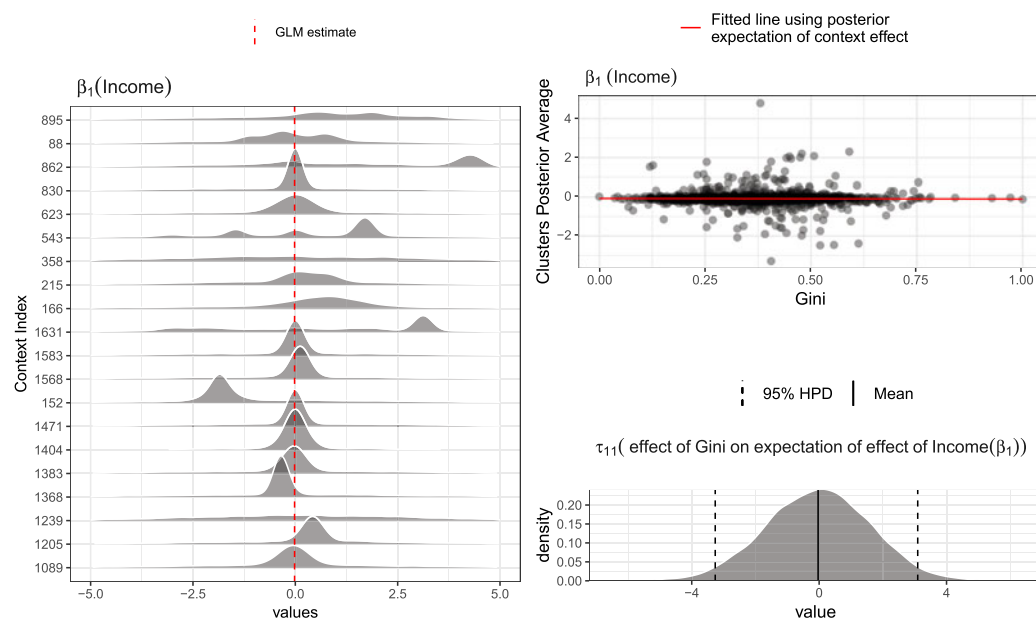 GLM estimate
β₁(Income)
Context Index
895
88
862
830
623
543
358
215
166
1631
1583
1568
152
1471
1404
1383
1368
1239
1205
1089
−5.0 −2.5 0.0 2.5 5.0
values
Fitted line using posterior
expectation of context effect
β₁ (Income)
Clusters Posterior Average
4
2
0
−2
0.00 0.25 0.50 0.75 1.00
Gini
95% HPD Mean
τ₁₁( effect of Gini on expectation of effect of Income(β₁))
density
0.20
0.15
0.10
0.05
0.00
−4 0 4
value